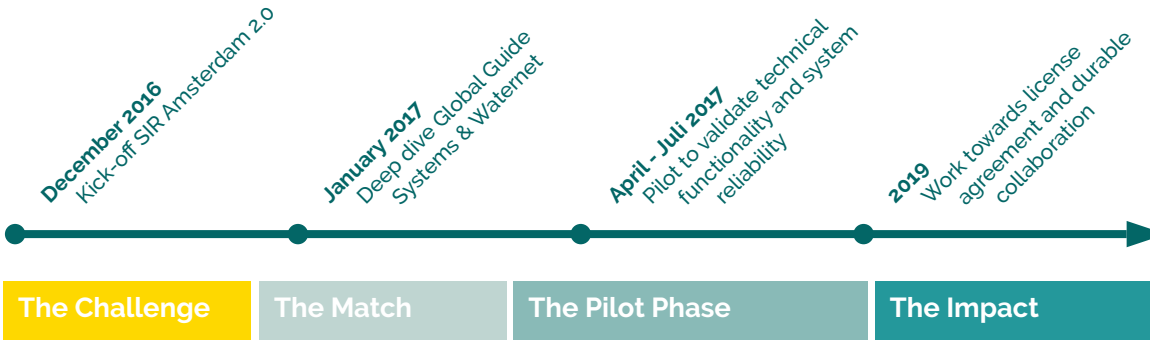 December 2016
Kick-off SIR Amsterdam 2.0
January 2017
Deep dive Global Guide
Systems & Waternet
April - Juli 2017
Pilot to validate technical
functionality and system
reliability
2019
Work towards license
agreement and durable
collaboration
The Challenge
The Match
The Pilot Phase
The Impact